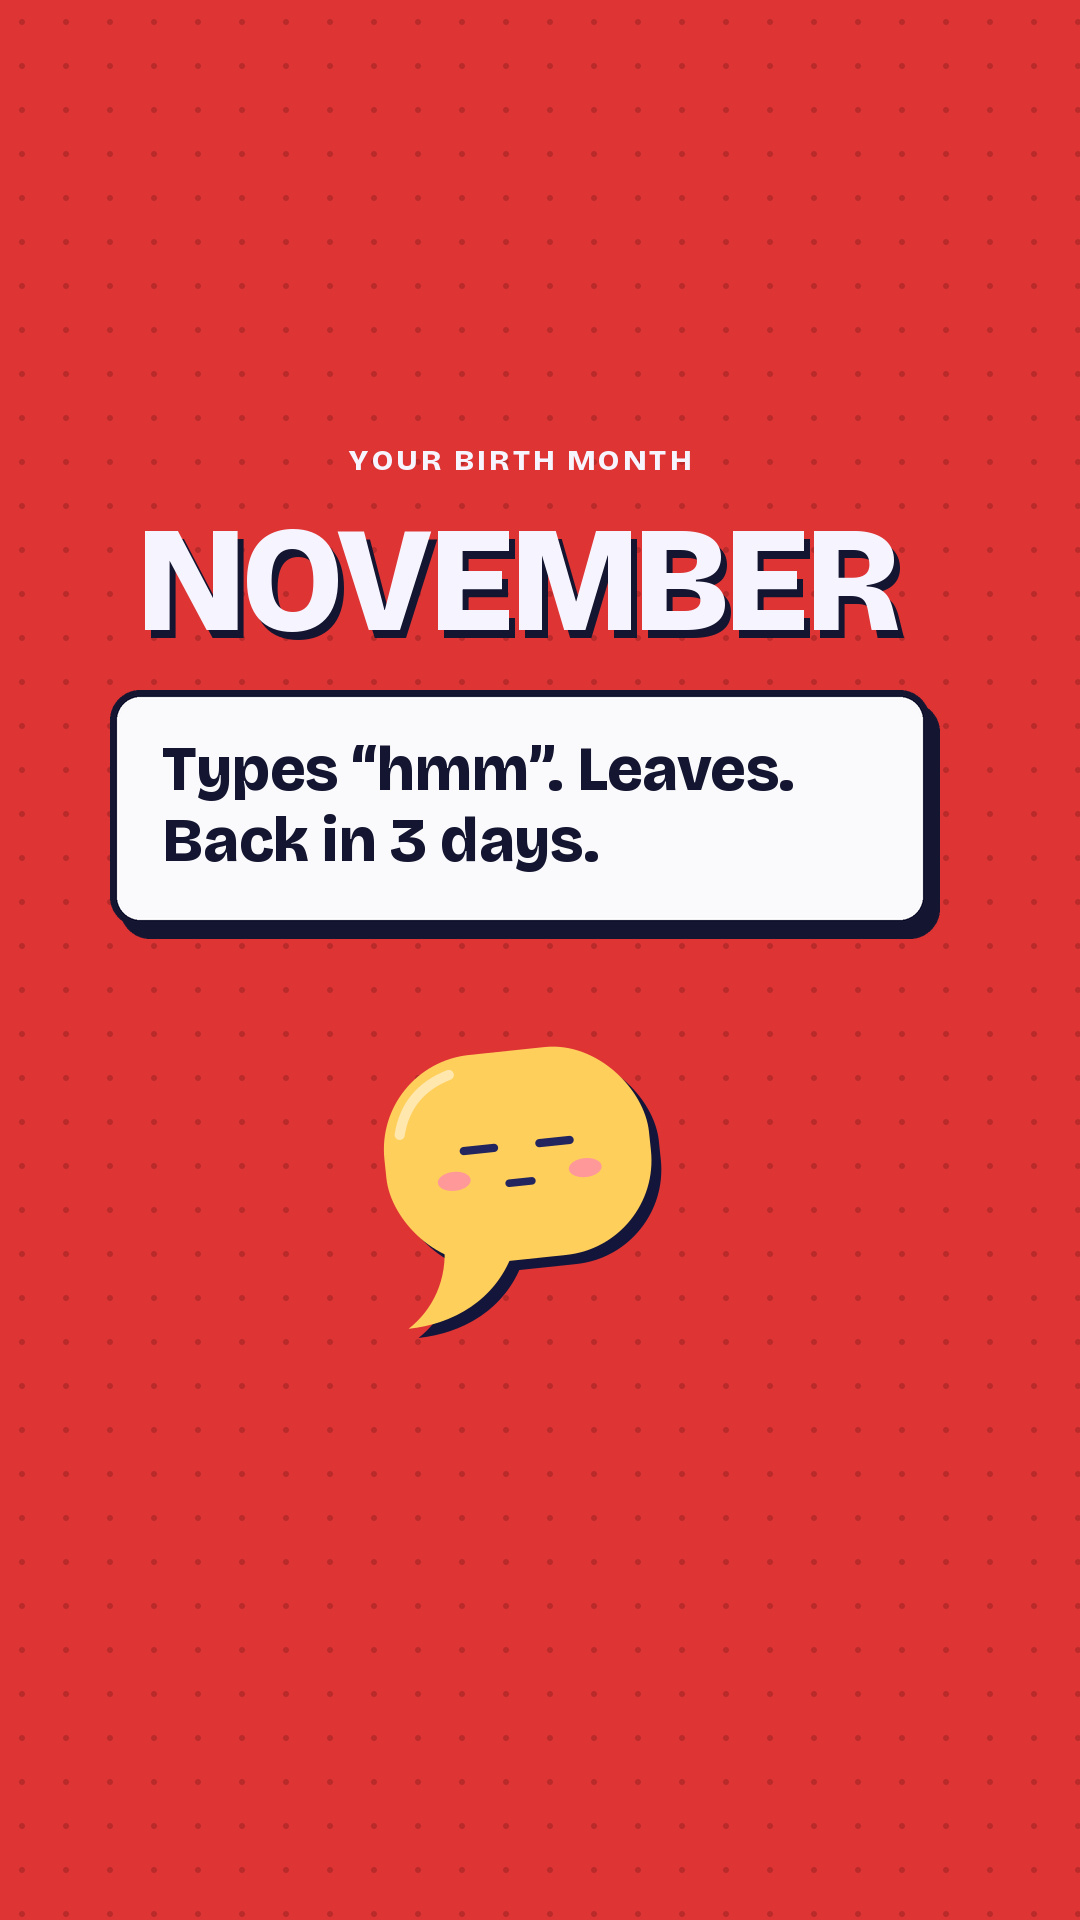 YOUR BIRTH MONTH
NOVEMBER
Types “hmm”. Leaves.
Back in 3 days.